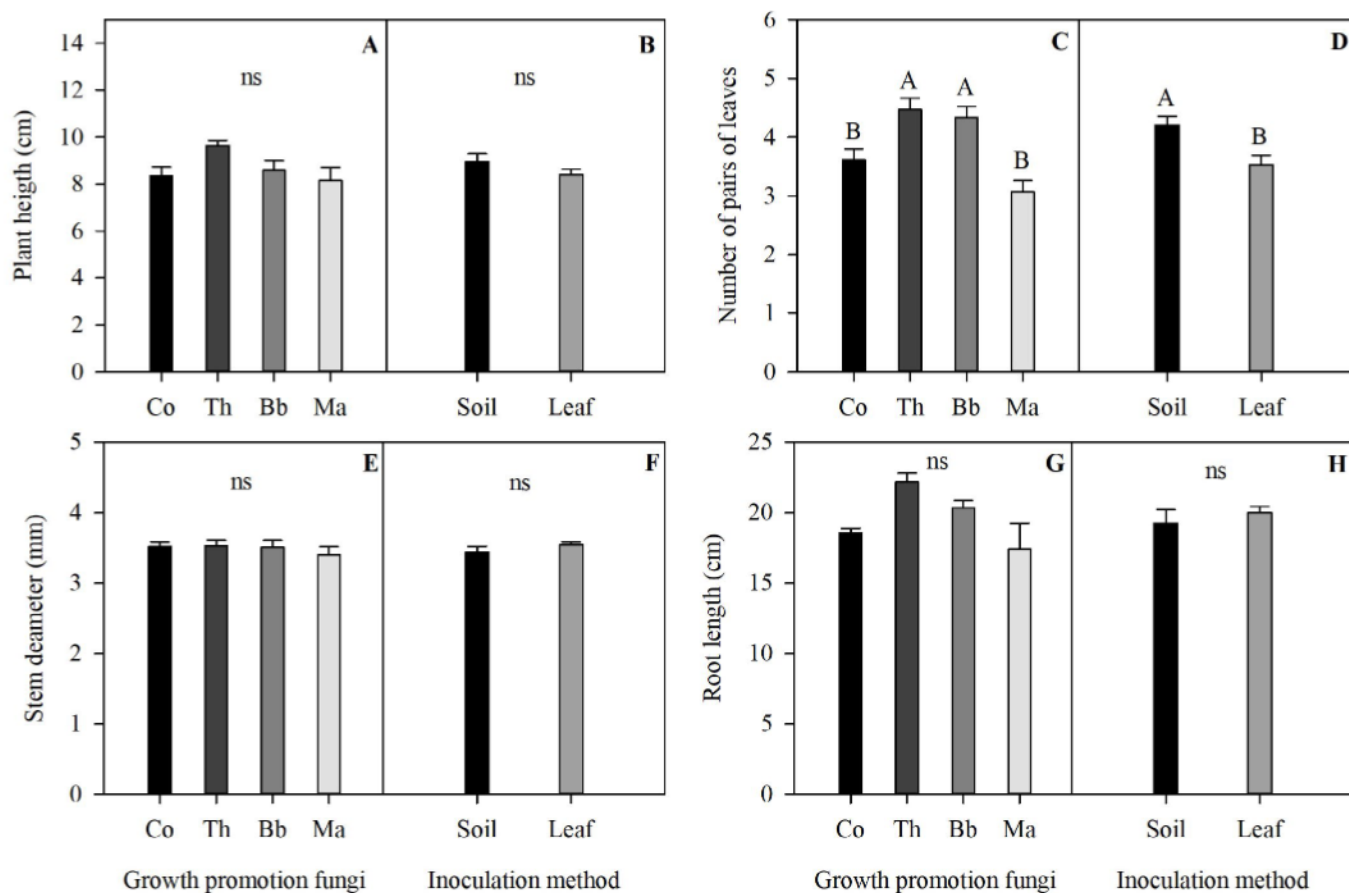 14
12
10
8
6
4
2
0
Plant heigth (cm)
A
ns
B
ns
Co Th Bb Ma Soil Leaf
6
5
4
3
2
1
0
Number of pairs of leaves
C
B A A B
D
A B
Co Th Bb Ma Soil Leaf
5
4
3
2
1
0
Stem deameter (mm)
E
ns
F
ns
Co Th Bb Ma Soil Leaf
Growth promotion fungi Inoculation method
25
20
15
10
5
0
Root length (cm)
G
ns
H
ns
Co Th Bb Ma Soil Leaf
Growth promotion fungi Inoculation method